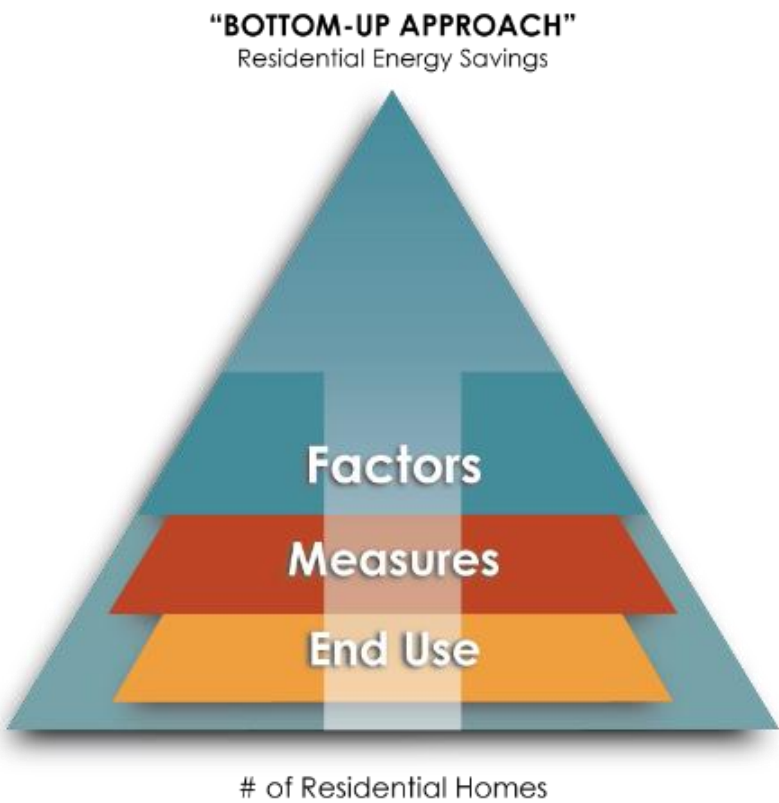 “BOTTOM-UP APPROACH”
Residential Energy Savings
Factors
Measures
End Use
# of Residential Homes